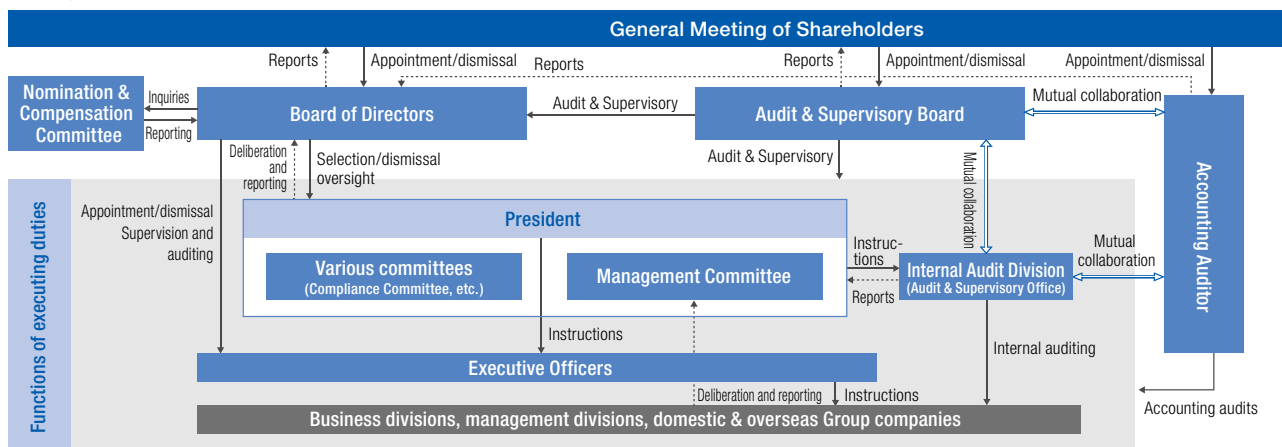 General Meeting of Shareholders
Reports
Appointment/dismissal
Reports
Reports
Appointment/dismissal
Appointment/dismissal
Nomination &
Compensation
Committee
Inquiries
Reporting
Board of Directors
Audit & Supervisory
Audit & Supervisory Board
Mutual collaboration
Accounting Auditor
Deliberation
and
reporting
Selection/dismissal
oversight
Audit & Supervisory
Mutual collaboration
Functions of executing duties
Appointment/dismissal
Supervision and
auditing
President
Various committees
(Compliance Committee, etc.)
Management Committee
Instruc-
tions
Reports
Internal Audit Division
(Audit & Supervisory Office)
Mutual
collaboration
Instructions
Internal auditing
Executive Officers
Deliberation and reporting
Instructions
Accounting audits
Business divisions, management divisions, domestic & overseas Group companies